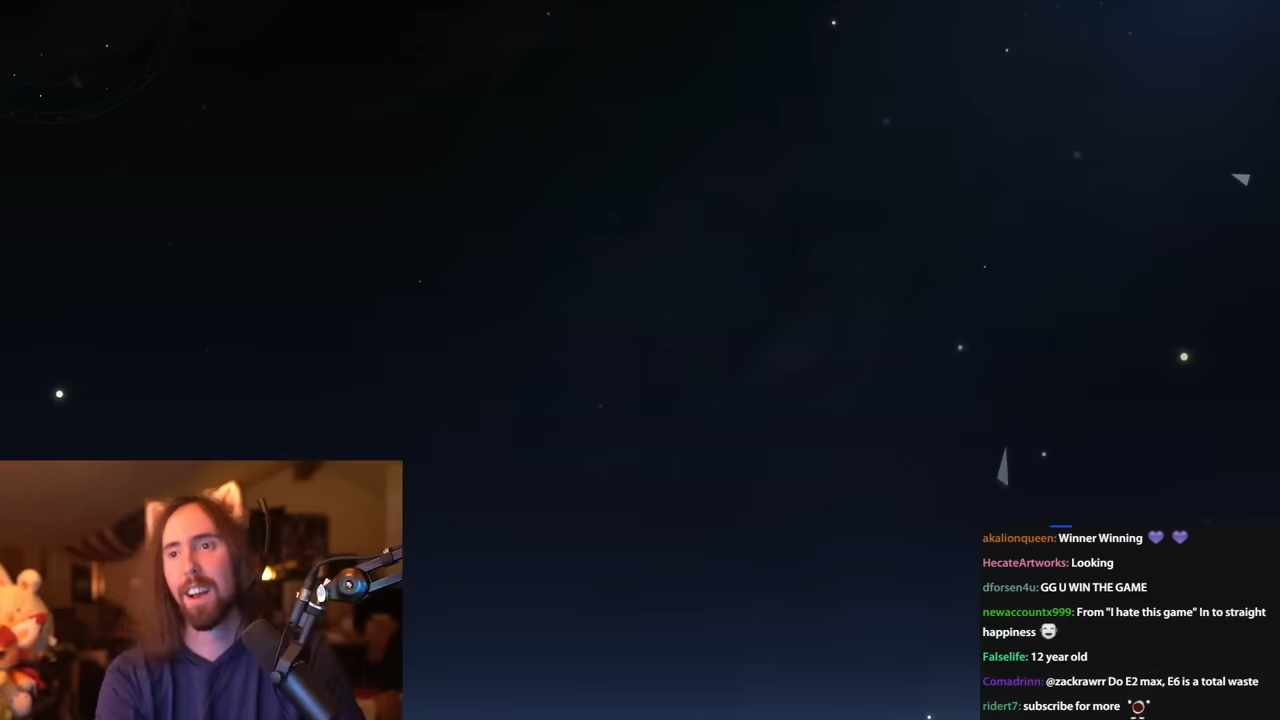 akalionqueen: Winner Winning
HecateArtworks: Looking
dforsen4u: GG U WIN THE GAME
newaccountx999: From "I hate this game" In to straight
happiness
Falselife: 12 year old
Comadrinn: @zackrawrr Do E2 max, E6 is a total waste
ridert7: subscribe for more